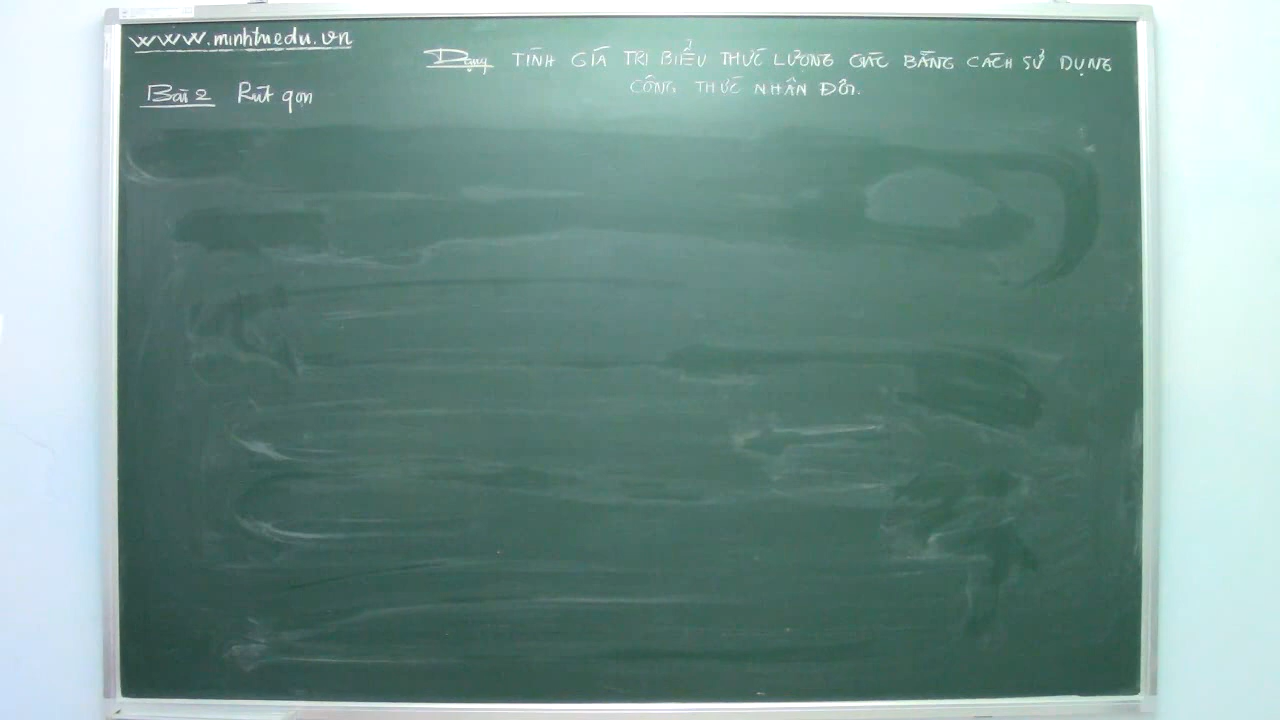 www.minhtuedu.vn
Dạng TÍNH GIÁ TRỊ BIỂU THỨC LƯỢNG GIÁC BẰNG CÁCH SỬ DỤNG
CÔNG THỨC NHÂN ĐÔI.
Bài 2 Rút gọn